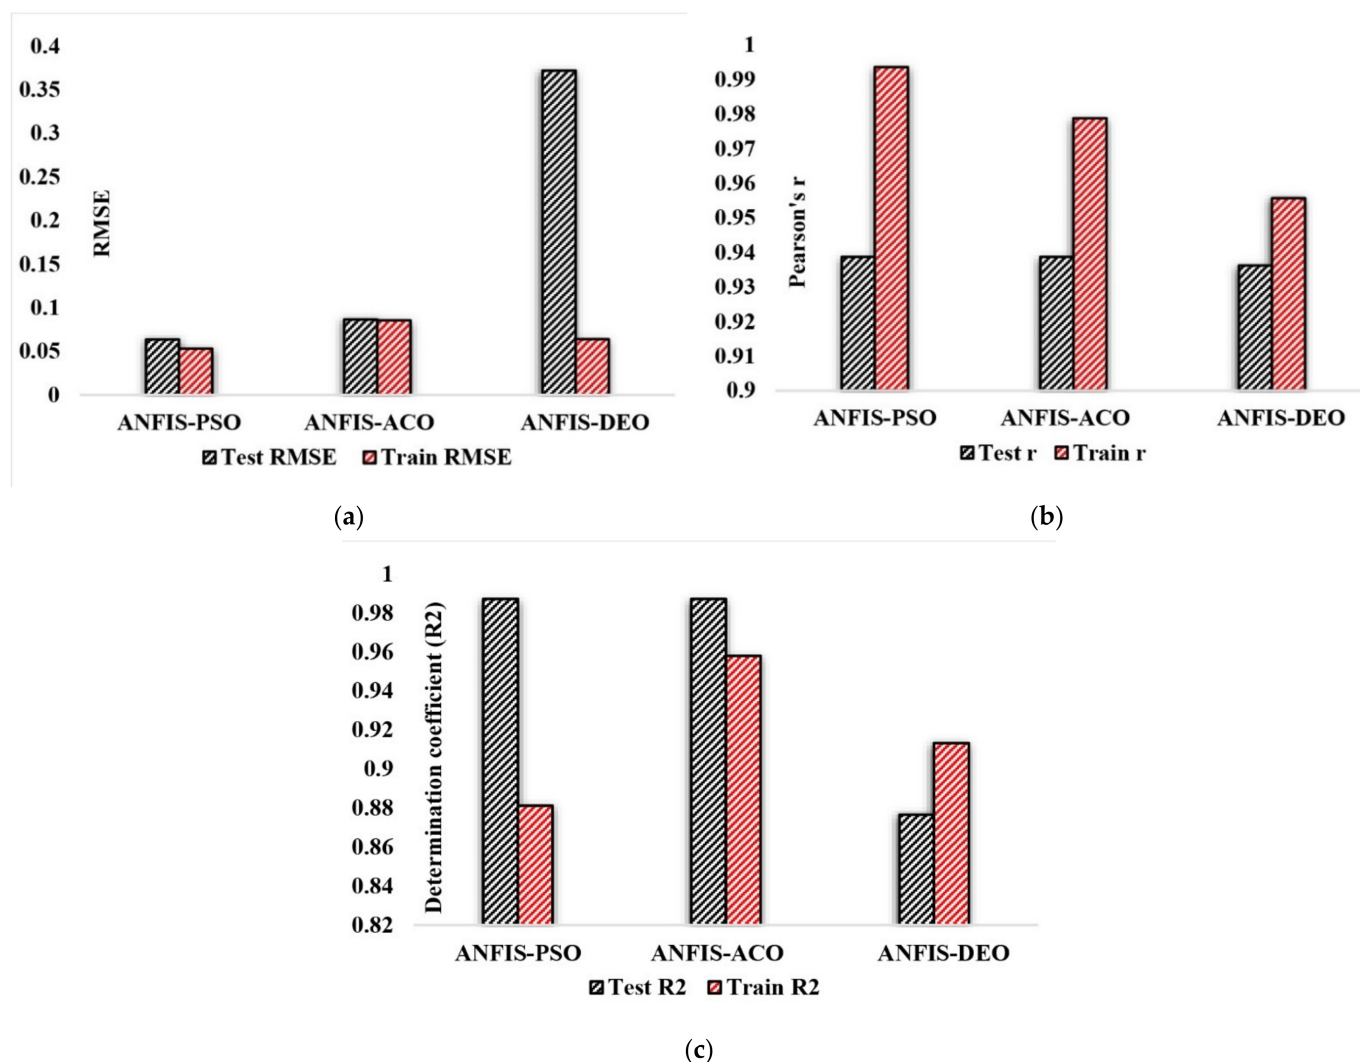 0.4
0.35
0.3
0.25
0.2
0.15
0.1
0.05
0
RMSE
ANFIS-PSO ANFIS-ACO ANFIS-DEO
Test RMSE Train RMSE
(a)
1
0.99
0.98
0.97
0.96
0.95
0.94
0.93
0.92
0.91
0.9
Pearson's r
ANFIS-PSO ANFIS-ACO ANFIS-DEO
Test r Train r
(b)
1
0.98
0.96
0.94
0.92
0.9
0.88
0.86
0.84
0.82
Determination coefficient (R2)
ANFIS-PSO ANFIS-ACO ANFIS-DEO
Test R2 Train R2
(c)